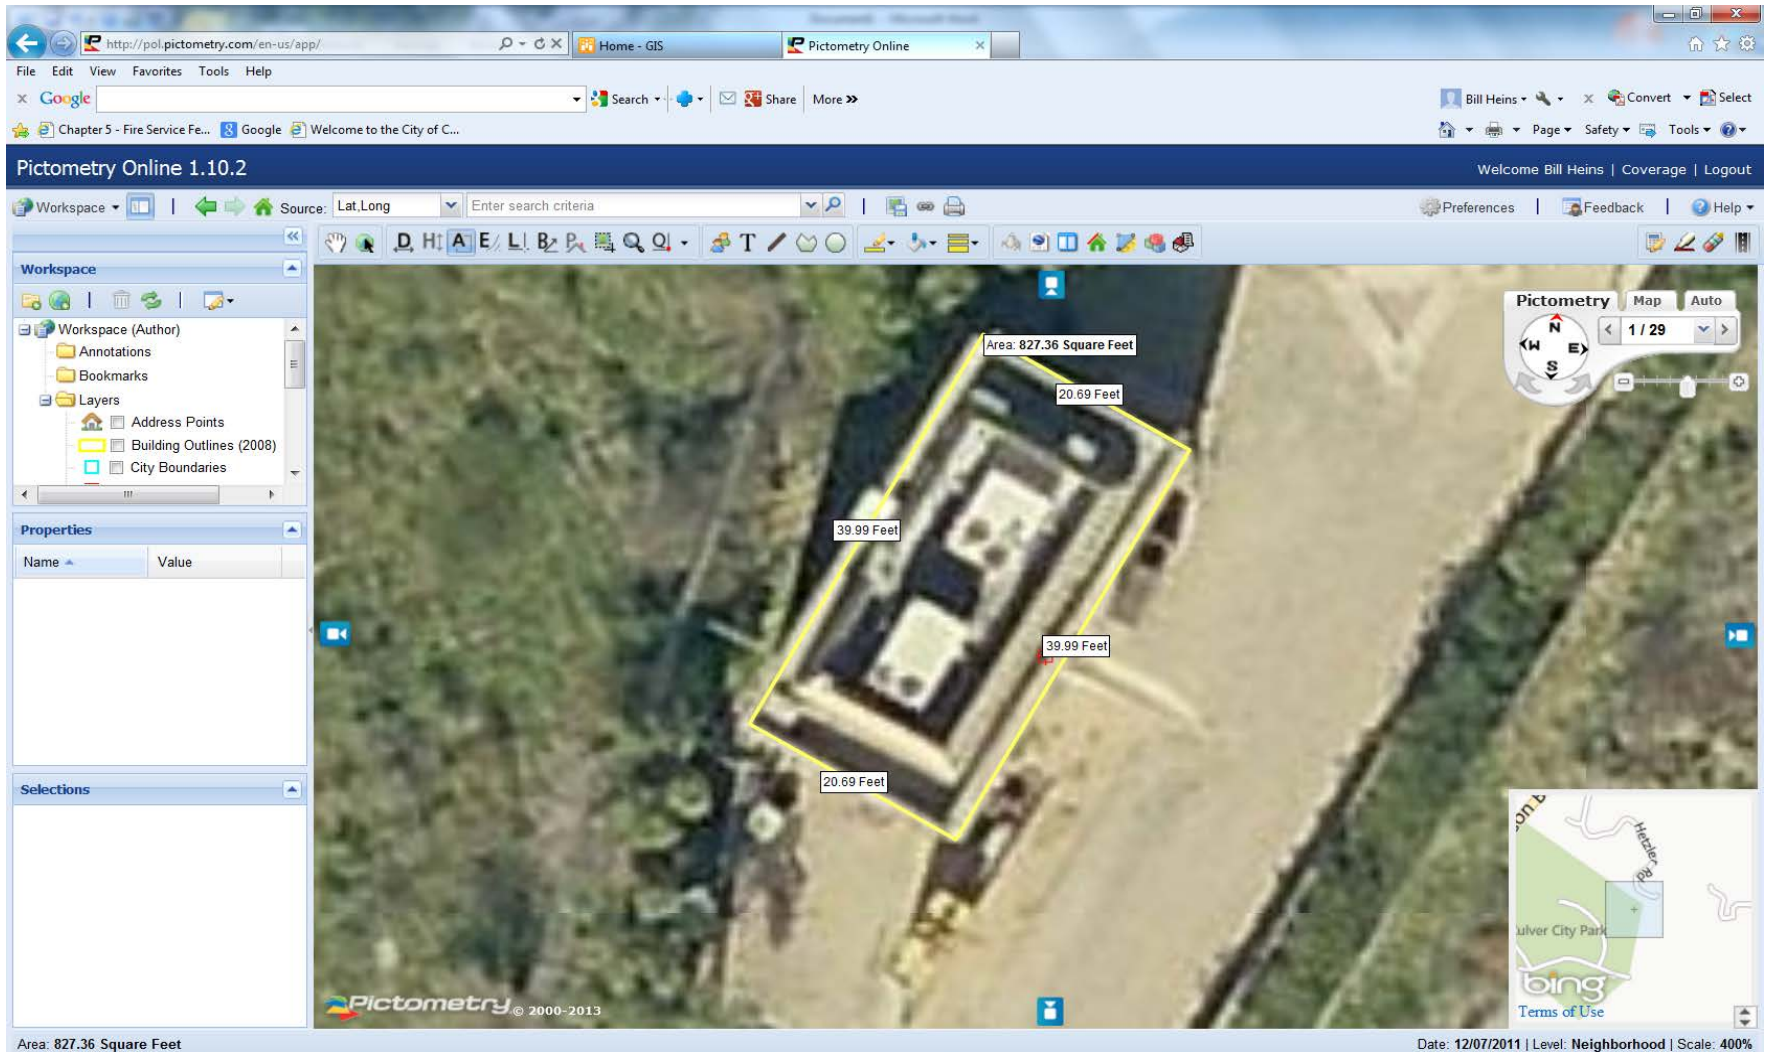 http://pol.pictometry.com/en-us/app/
Home - GIS
Pictometry Online
File Edit View Favorites Tools Help
Google Search Share More »
Bill Heins Convert Select
Chapter 5 - Fire Service Fe... Google Welcome to the City of C...
Page Safety Tools
Pictometry Online 1.10.2
Welcome Bill Heins | Coverage | Logout
Workspace Source: Lat,Long Enter search criteria
Preferences | Feedback | Help
Workspace
Workspace (Author)
Annotations
Bookmarks
Layers
Address Points
Building Outlines (2008)
City Boundaries
Properties
Name Value
Selections
Area: 827.36 Square Feet
20.69 Feet
39.99 Feet
39.99 Feet
20.69 Feet
Pictometry Map Auto
N
W E
S
1 / 29
Hetzler Rd
ulver City Park
bing
Terms of Use
Pictometry © 2000-2013
Area: 827.36 Square Feet
Date: 12/07/2011 | Level: Neighborhood | Scale: 400%